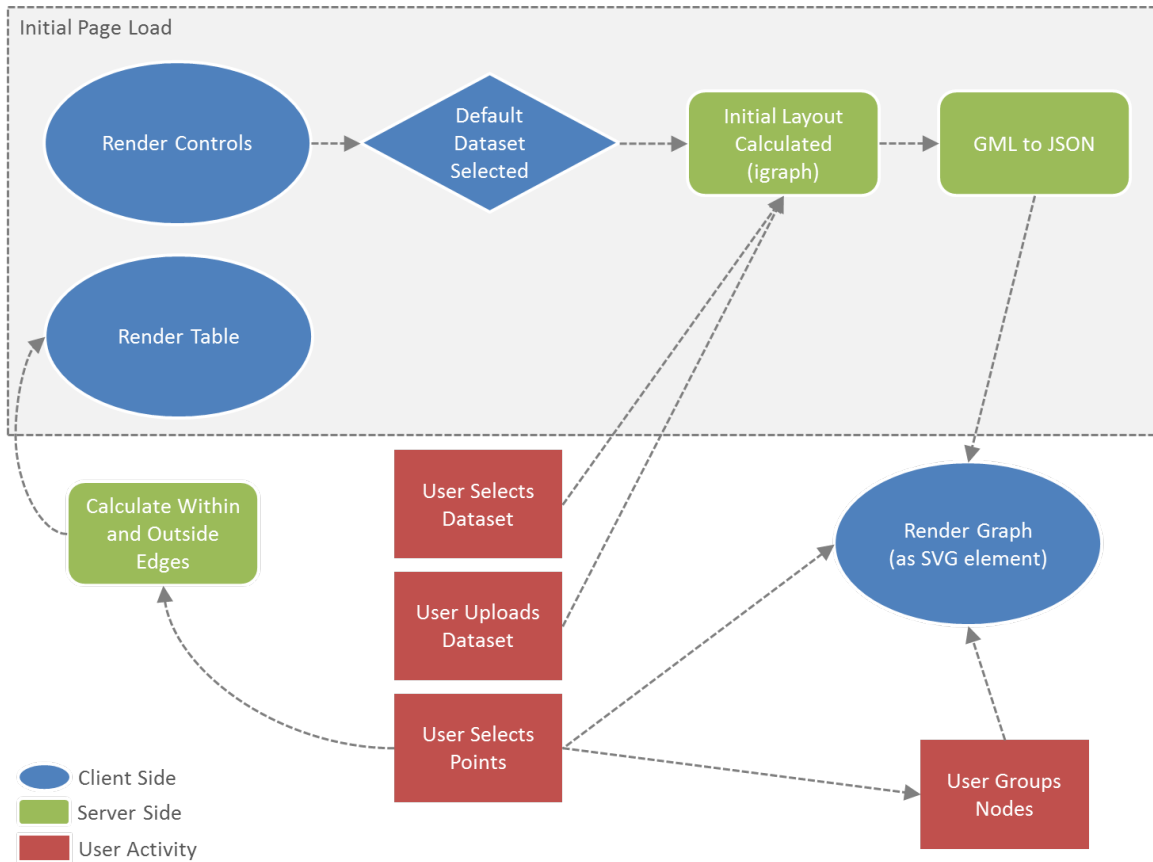 Initial Page Load
Render Controls
Default
Dataset
Selected
Initial Layout
Calculated
(igraph)
GML to JSON
Render Table
Calculate Within
and Outside
Edges
User Selects
Dataset
User Uploads
Dataset
User Selects
Points
Render Graph
(as SVG element)
User Groups
Nodes
Client Side
Server Side
User Activity